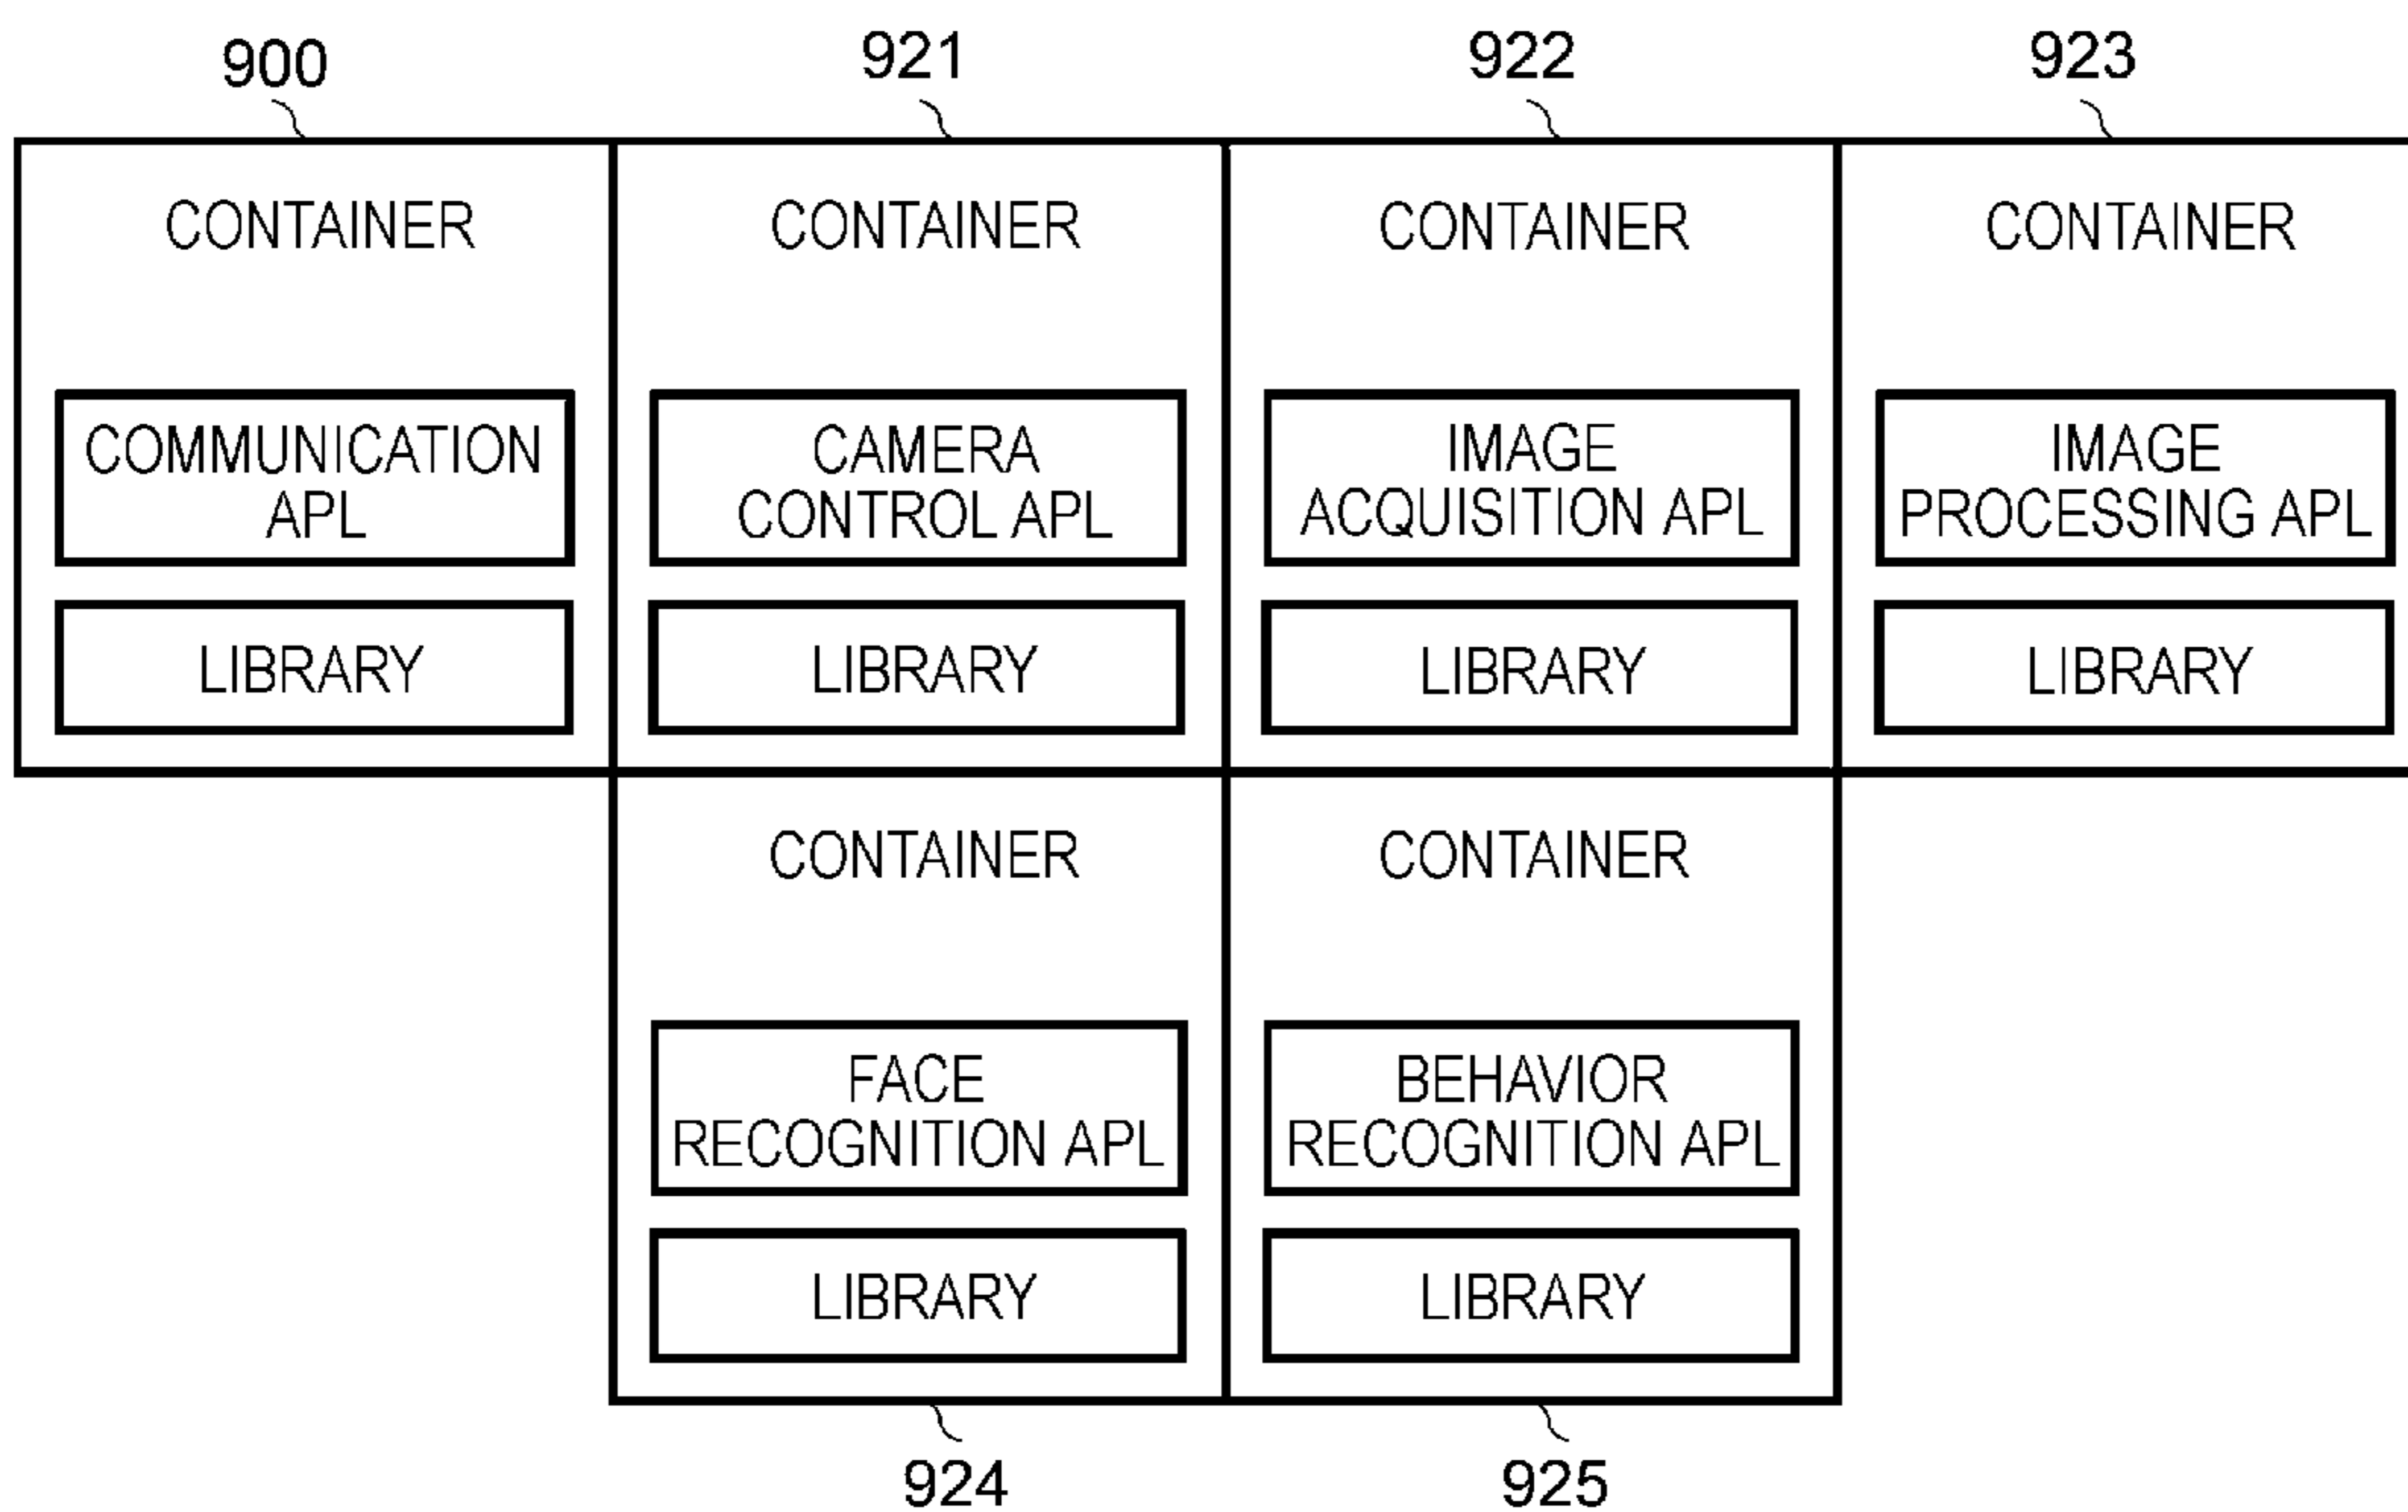 900 921 922 923
CONTAINER CONTAINER CONTAINER CONTAINER
COMMUNICATION
APL
CAMERA
CONTROL APL
IMAGE
ACQUISITION APL
IMAGE
PROCESSING APL
LIBRARY LIBRARY LIBRARY LIBRARY
CONTAINER CONTAINER
FACE
RECOGNITION APL
BEHAVIOR
RECOGNITION APL
LIBRARY LIBRARY
924 925